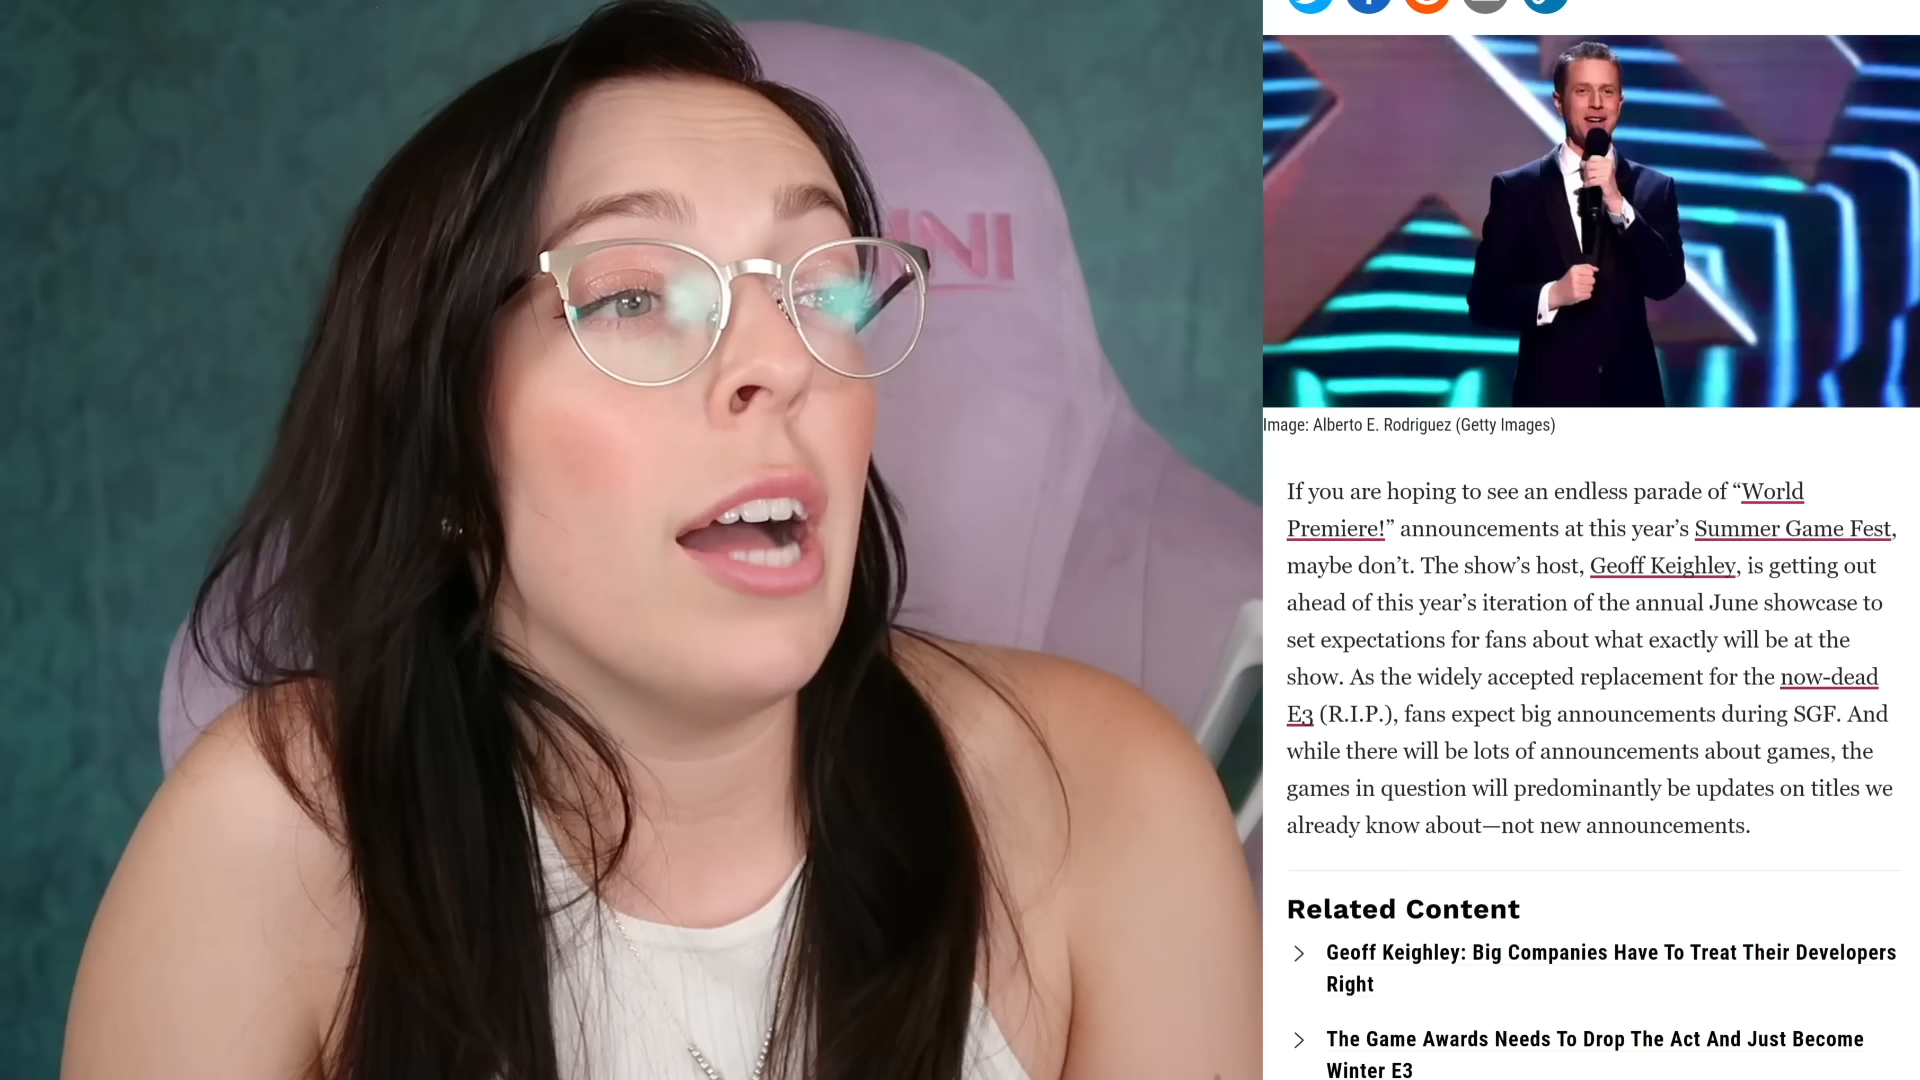 INI
Image: Alberto E. Rodriguez (Getty Images)
If you are hoping to see an endless parade of “World
Premiere!” announcements at this year’s Summer Game Fest,
maybe don’t. The show’s host, Geoff Keighley, is getting out
ahead of this year’s iteration of the annual June showcase to
set expectations for fans about what exactly will be at the
show. As the widely accepted replacement for the now-dead
E3 (R.I.P.), fans expect big announcements during SGF. And
while there will be lots of announcements about games, the
games in question will predominantly be updates on titles we
already know about—not new announcements.
Related Content
Geoff Keighley: Big Companies Have To Treat Their Developers
Right
The Game Awards Needs To Drop The Act And Just Become
Winter E3